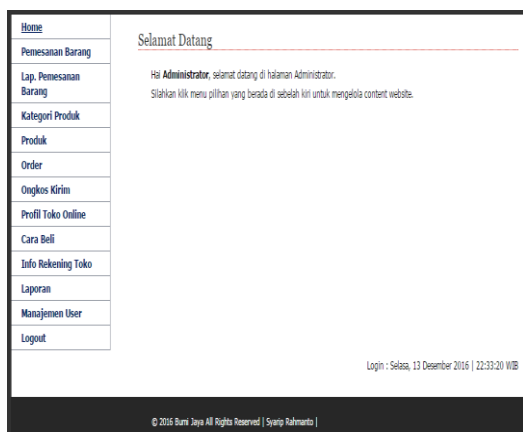 Home
Pemesanan Barang
Lap. Pemesanan
Barang
Kategori Produk
Produk
Order
Ongkos Kirim
Profil Toko Online
Cara Beli
Info Rekening Toko
Laporan
Manajemen User
Logout
Selamat Datang
Hai Administrator, selamat datang di halaman Administrator.
Silahkan klik menu pilihan yang berada di sebelah kiri untuk mengelola content website.
Login : Selasa, 13 Desember 2016 | 22:33:20 WIB
© 2016 Bumi Jaya All Rights Reserved | Syarip Rahmanto |